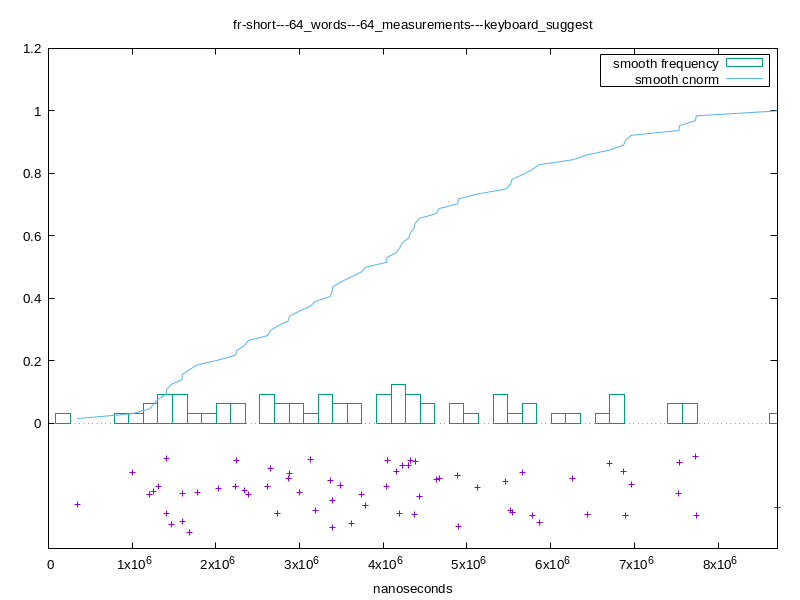 fr-short---64_words---64_measurements---keyboard_suggest
smooth frequency
smooth cnorm
1.2
1
0.8
0.6
0.4
0.2
0
0 1x10^6 2x10^6 3x10^6 4x10^6 5x10^6 6x10^6 7x10^6 8x10^6
nanoseconds